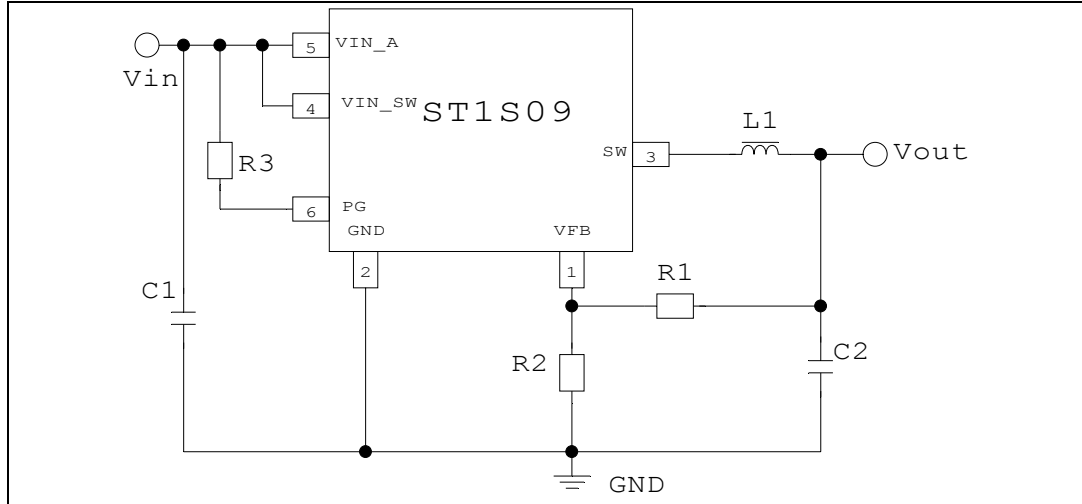 5
VIN_A
Vin
4
VIN_SW
ST1S09
L1
SW
3
Vout
R3
6
PG
GND
VFB
2
1
R1
C1
R2
C2
GND